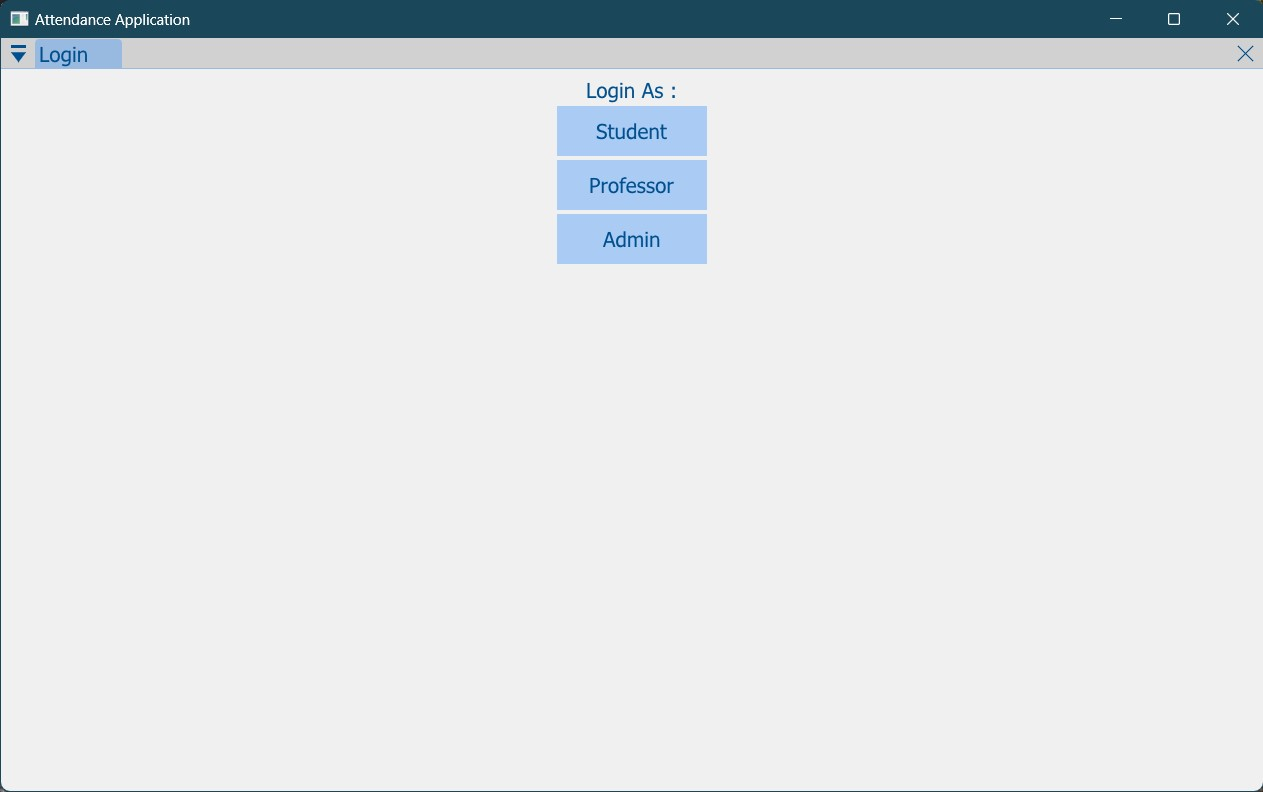 Attendance Application
Login
Login As :
Student
Professor
Admin